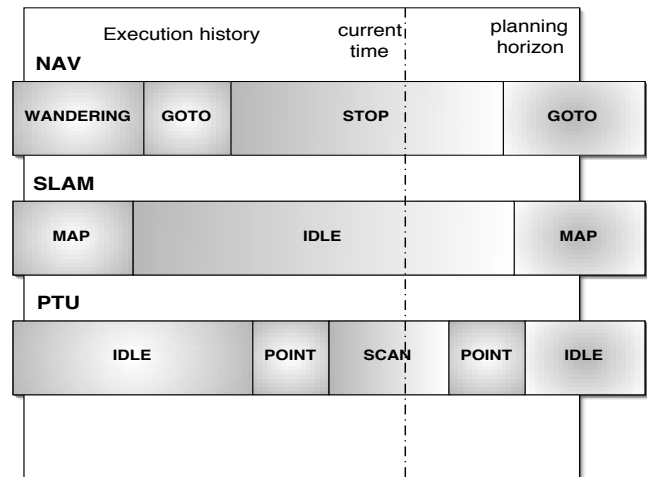 Execution history
current
time
planning
horizon
NAV
WANDERING GOTO STOP GOTO
SLAM
MAP IDLE MAP
PTU
IDLE POINT SCAN POINT IDLE